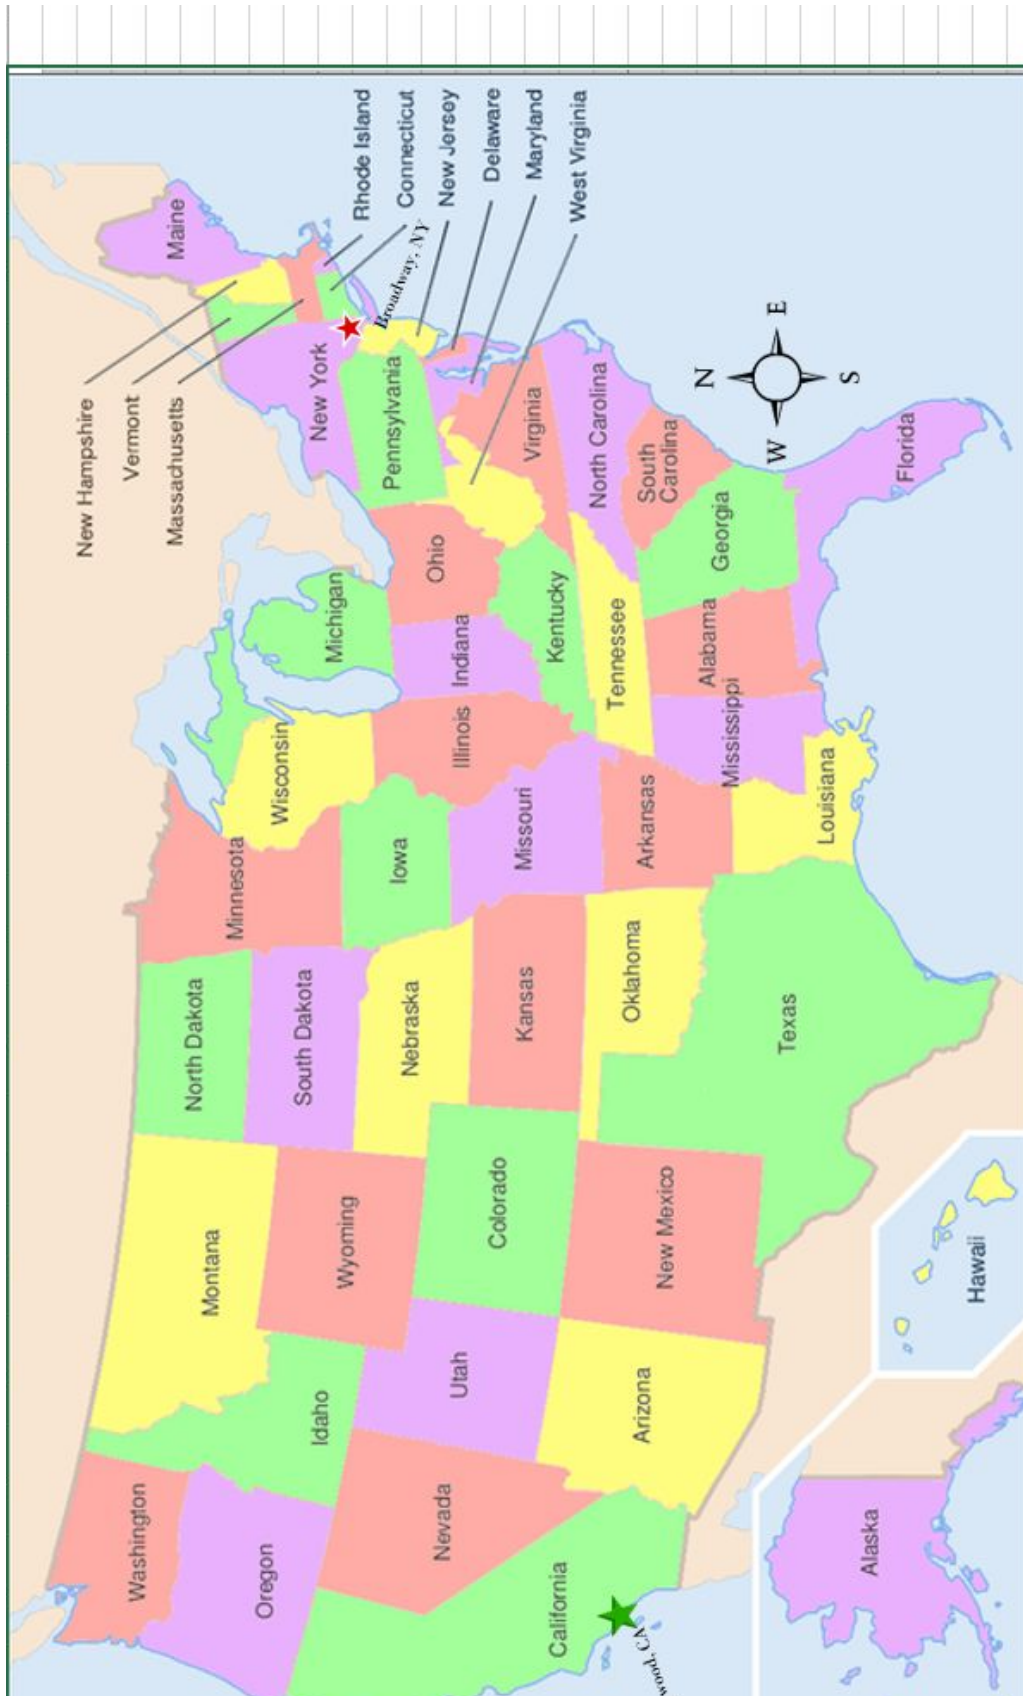 Maine
Rhode Island
Connecticut
New Jersey
Delaware
Maryland
West Virginia
Broadway, NY
New Hampshire
Vermont
Massachusetts
New York
Pennsylvania
Virginia
North Carolina
South
Carolina
Georgia
Florida
N
E
S
W
Michigan
Ohio
Indiana
Kentucky
Tennessee
Alabama
Mississippi
Wisconsin
Illinois
Minnesota
Iowa
Missouri
Arkansas
Louisiana
North Dakota
South Dakota
Nebraska
Kansas
Oklahoma
Texas
Montana
Wyoming
Colorado
New Mexico
Idaho
Utah
Arizona
Washington
Oregon
Nevada
California
wood, CA
Alaska
Hawaii